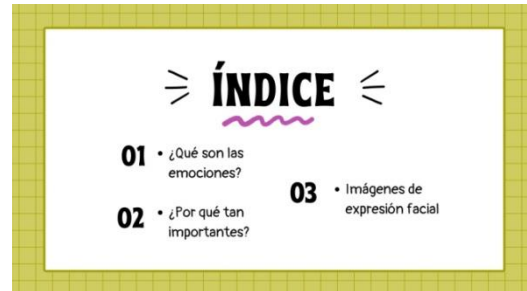 ÍNDICE
01 • ¿Qué son las
emociones?
02 • ¿Por qué tan
importantes?
03 • Imágenes de
expresión facial